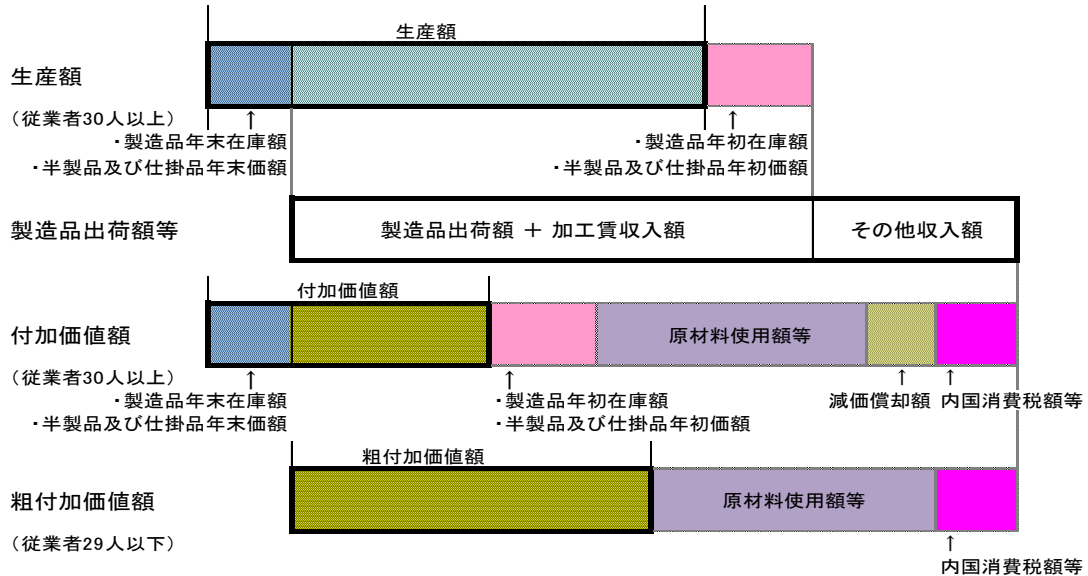 生産額
生産額
（従業者30人以上）
↑
・製造品年末在庫額
・半製品及び仕掛品年末価額
↑
・製造品年初在庫額
・半製品及び仕掛品年初価額
製造品出荷額等
製造品出荷額 ＋ 加工賃収入額
その他収入額
付加価値額
付加価値額
原材料使用額等
（従業者30人以上）
↑
・製造品年末在庫額
・半製品及び仕掛品年末価額
↑
・製造品年初在庫額
・半製品及び仕掛品年初価額
↑
減価償却額
↑
内国消費税額等
粗付加価値額
粗付加価値額
原材料使用額等
（従業者29人以下）
↑
内国消費税額等